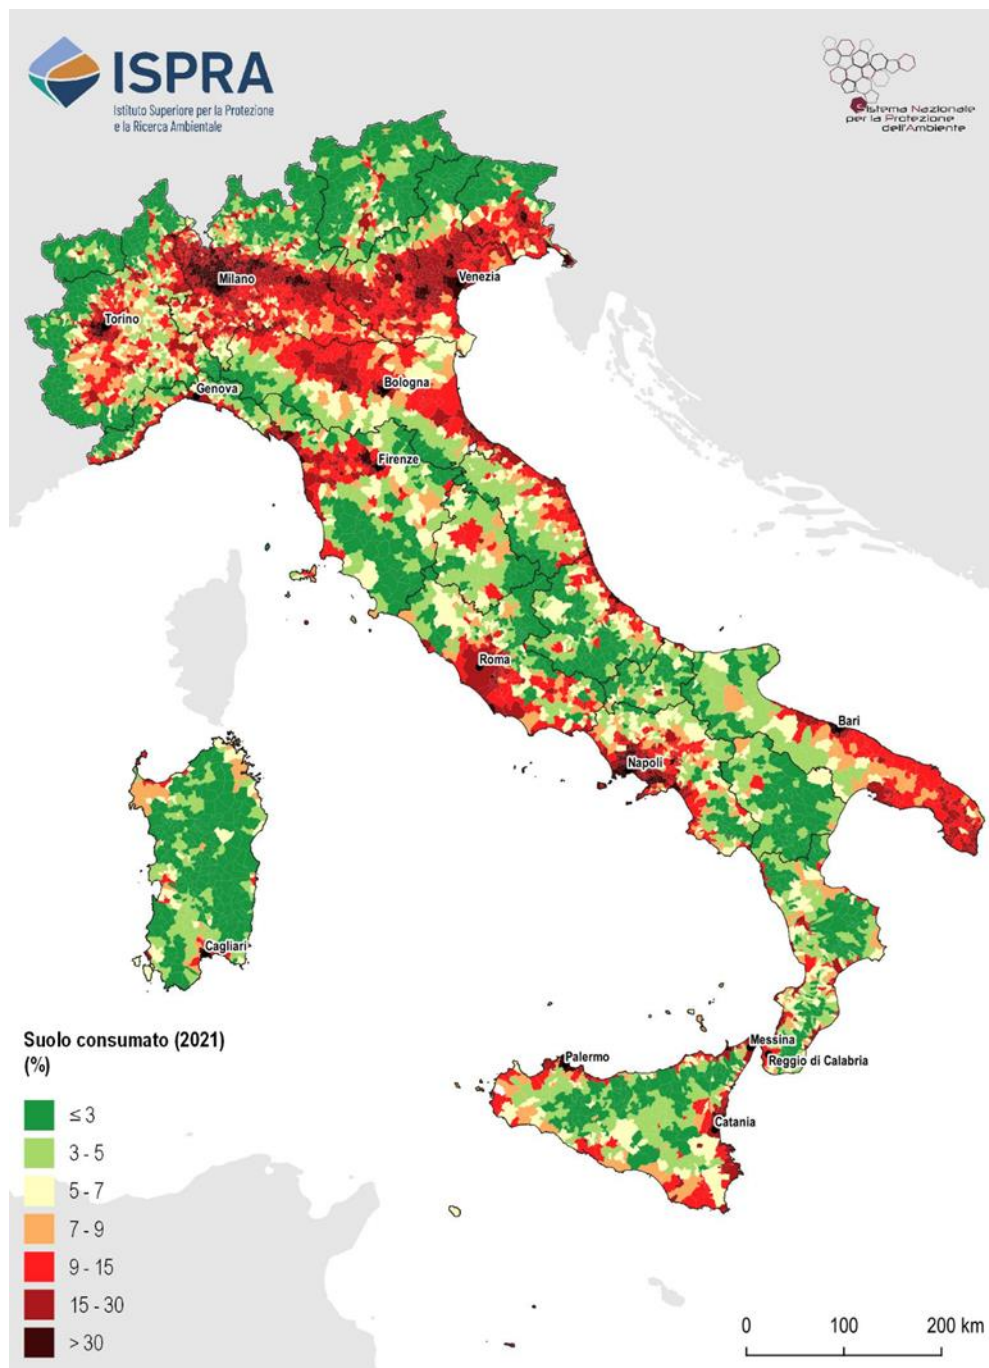 ISPRA
Istituto Superiore per la Protezione
e la Ricerca Ambientale
Sistema Nazionale
per la Protezione
dell'Ambiente
Milano
Venezia
Torino
Bologna
Genova
Firenze
Roma
Bari
Napoli
Cagliari
Messina
Palermo
Reggio di Calabria
Catania
Suolo consumato (2021)
(%)
≤ 3
3 - 5
5 - 7
7 - 9
9 - 15
15 - 30
> 30
0 100 200 km